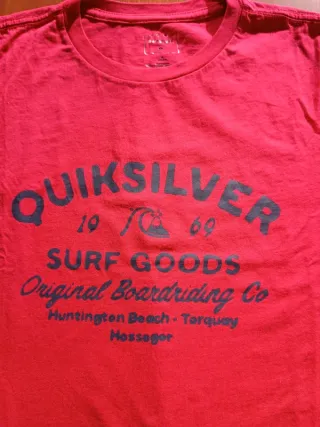 QUIKSILVER
19 69
SURF GOODS
Original Boardriding Co
Huntington Beach - Torquay
Hossegor